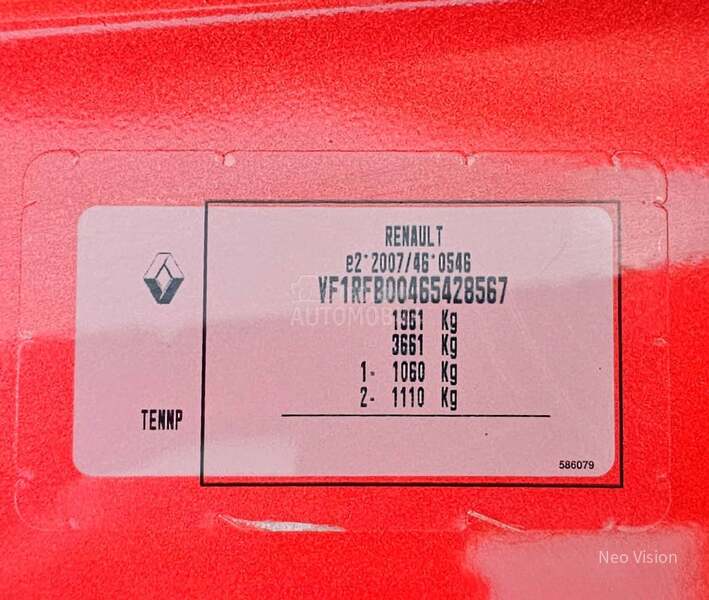 RENAULT
e2*2007/46*0546
VF1RFB00465428567
AUTOMOB
1961 Kg
3661 Kg
1- 1060 Kg
2- 1110 Kg
TENNP
586079
Neo Vision